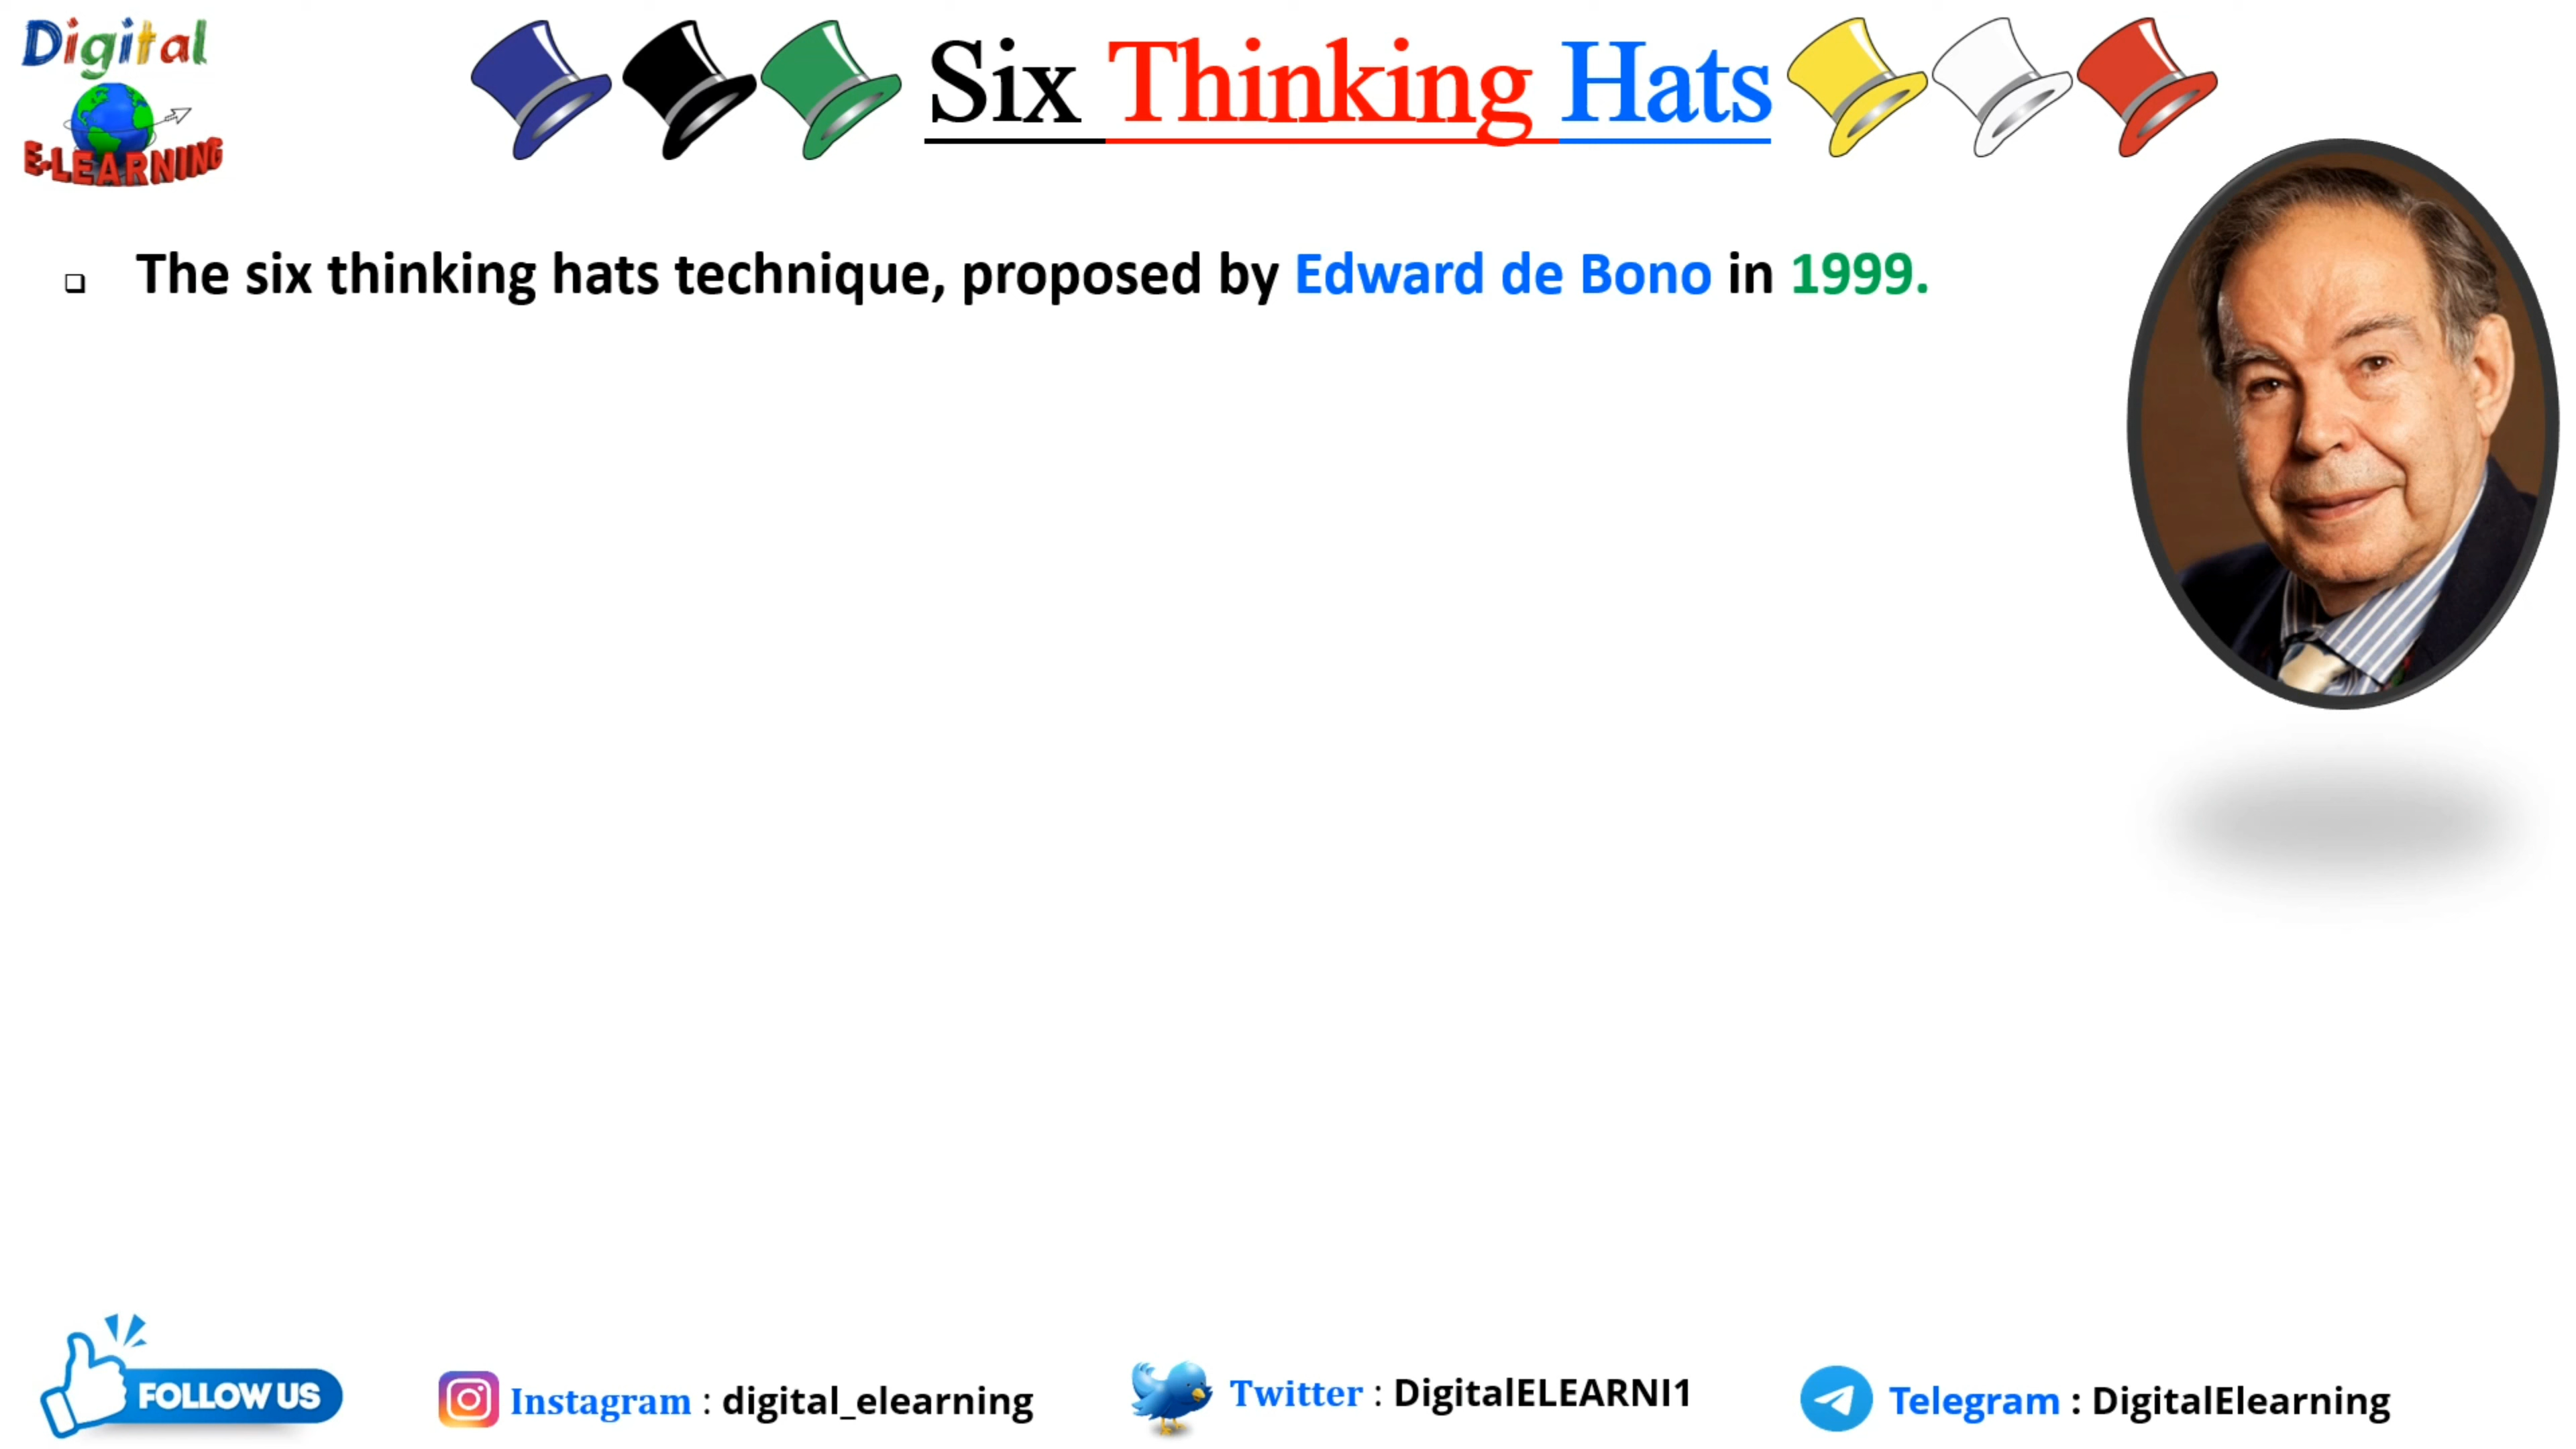 Digital
E-LEARNING
Six Thinking Hats
The six thinking hats technique, proposed by Edward de Bono in 1999.
FOLLOW US
Instagram : digital_elearning
Twitter : DigitalELEARNI1
Telegram : DigitalElearning